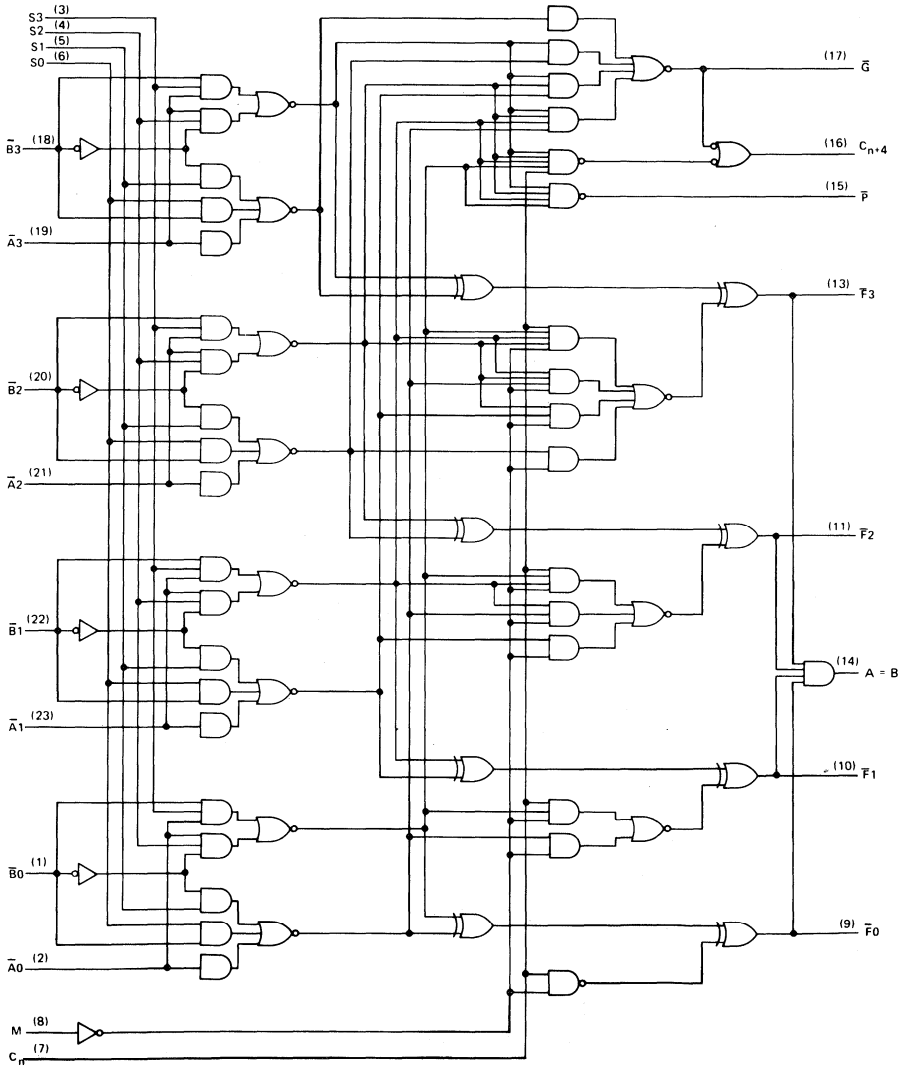 S3 (3)
S2 (4)
S1 (5)
S0 (6)
B̅3 (18)
A̅3 (19)
B̅2 (20)
A̅2 (21)
B̅1 (22)
A̅1 (23)
B̅0 (1)
A̅0 (2)
M (8)
Cn (7)
(17) G̅
(16) Cn+4
(15) P̅
(13) F̅3
(11) F̅2
(14) A = B
(10) F̅1
(9) F̅0